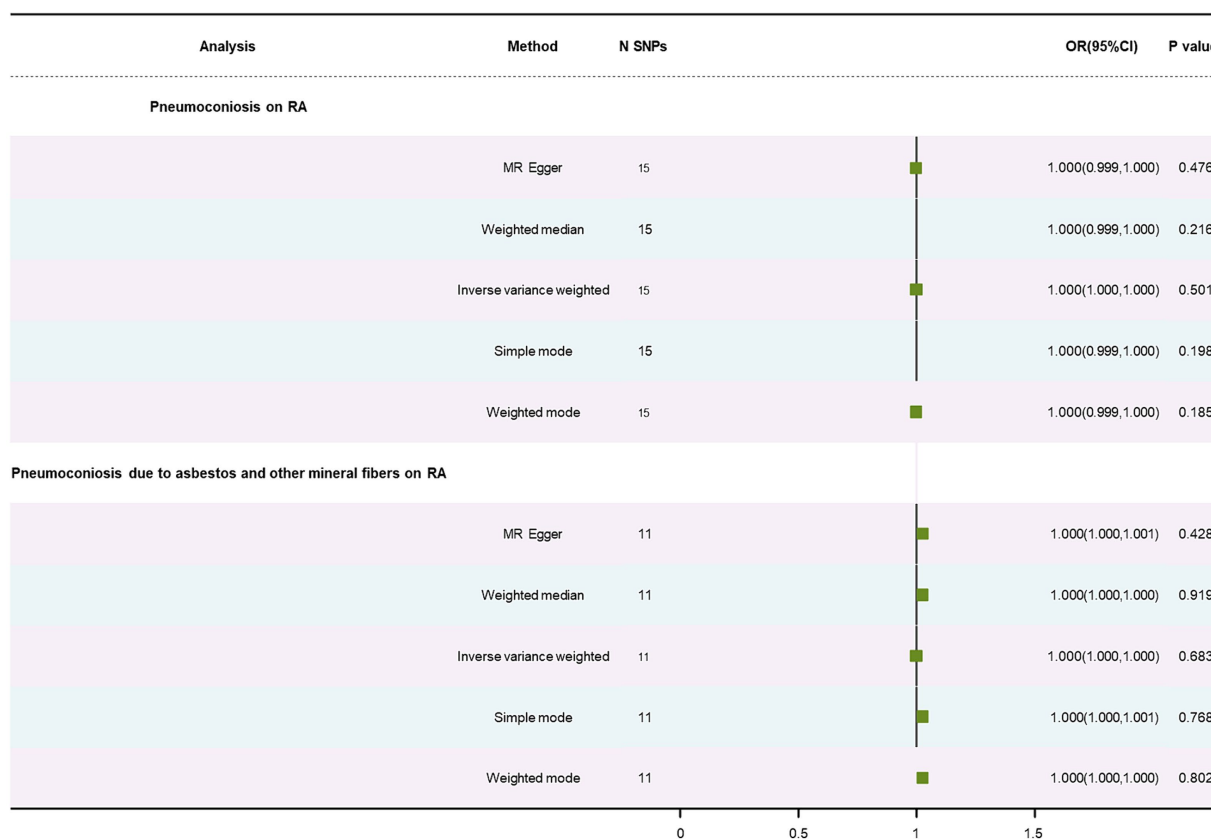 Analysis Method N SNPs OR(95%CI) P valu
Pneumoconiosis on RA
MR Egger 15 1.000(0.999,1.000) 0.476
Weighted median 15 1.000(0.999,1.000) 0.216
Inverse variance weighted 15 1.000(1.000,1.000) 0.501
Simple mode 15 1.000(0.999,1.000) 0.198
Weighted mode 15 1.000(0.999,1.000) 0.185
Pneumoconiosis due to asbestos and other mineral fibers on RA
MR Egger 11 1.000(1.000,1.001) 0.428
Weighted median 11 1.000(1.000,1.000) 0.919
Inverse variance weighted 11 1.000(1.000,1.000) 0.683
Simple mode 11 1.000(1.000,1.001) 0.768
Weighted mode 11 1.000(1.000,1.000) 0.802
0 0.5 1 1.5